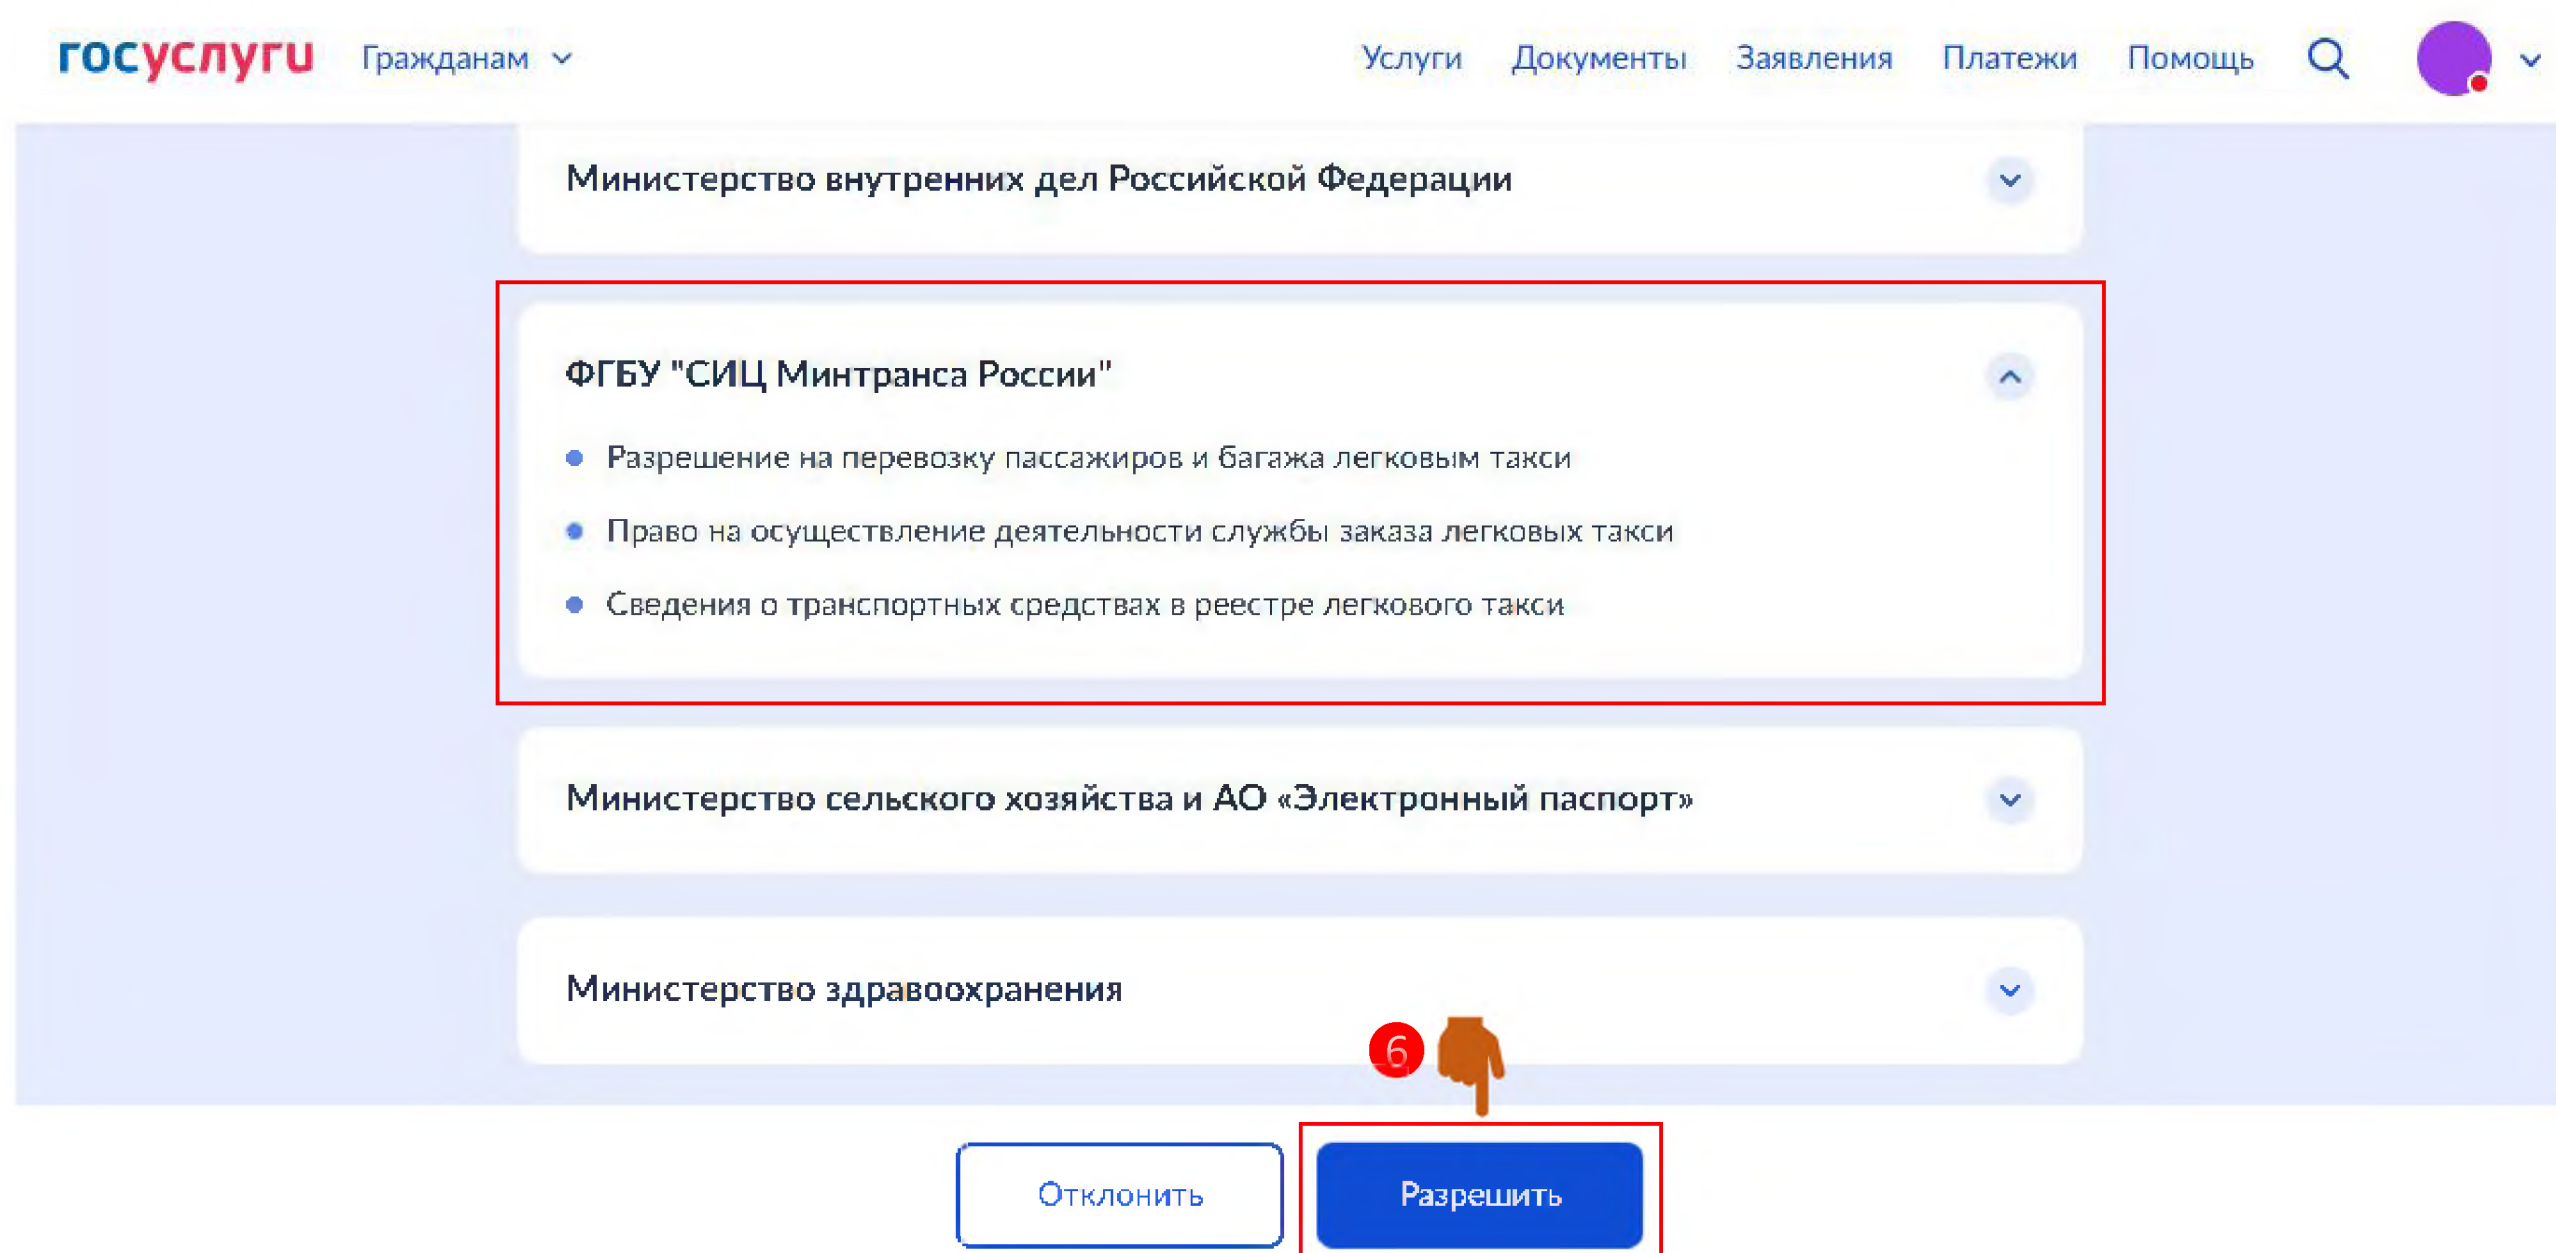 госуслуги Гражданам Услуги Документы Заявления Платежи Помощь
Министерство внутренних дел Российской Федерации
ФГБУ "СИЦ Минтранса России"
Разрешение на перевозку пассажиров и багажа легковым такси
Право на осуществление деятельности службы заказа легковых такси
Сведения о транспортных средствах в реестре легкового такси
Министерство сельского хозяйства и АО «Электронный паспорт»
Министерство здравоохранения
6
Отклонить Разрешить